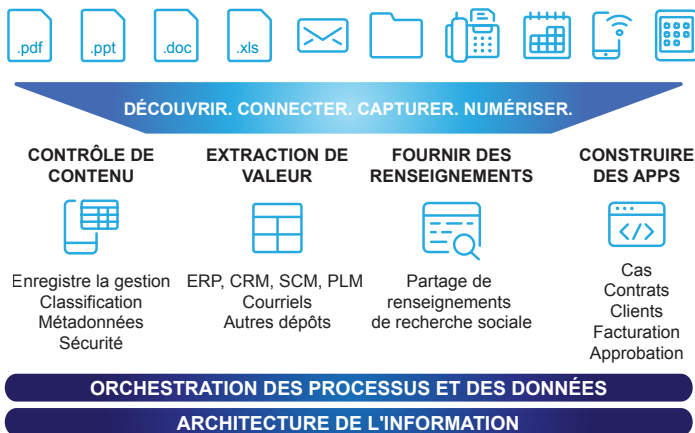 .pdf
.ppt
.doc
.xls
DÉCOUVRIR. CONNECTER. CAPTURER. NUMÉRISER.
CONTRÔLE DE
CONTENU
Enregistre la gestion
Classification
Métadonnées
Sécurité
EXTRACTION DE
VALEUR
ERP, CRM, SCM, PLM
Courriels
Autres dépôts
FOURNIR DES
RENSEIGNEMENTS
Partage de
renseignements
de recherche sociale
CONSTRUIRE
DES APPS
Cas
Contrats
Clients
Facturation
Approbation
ORCHESTRATION DES PROCESSUS ET DES DONNÉES
ARCHITECTURE DE L'INFORMATION